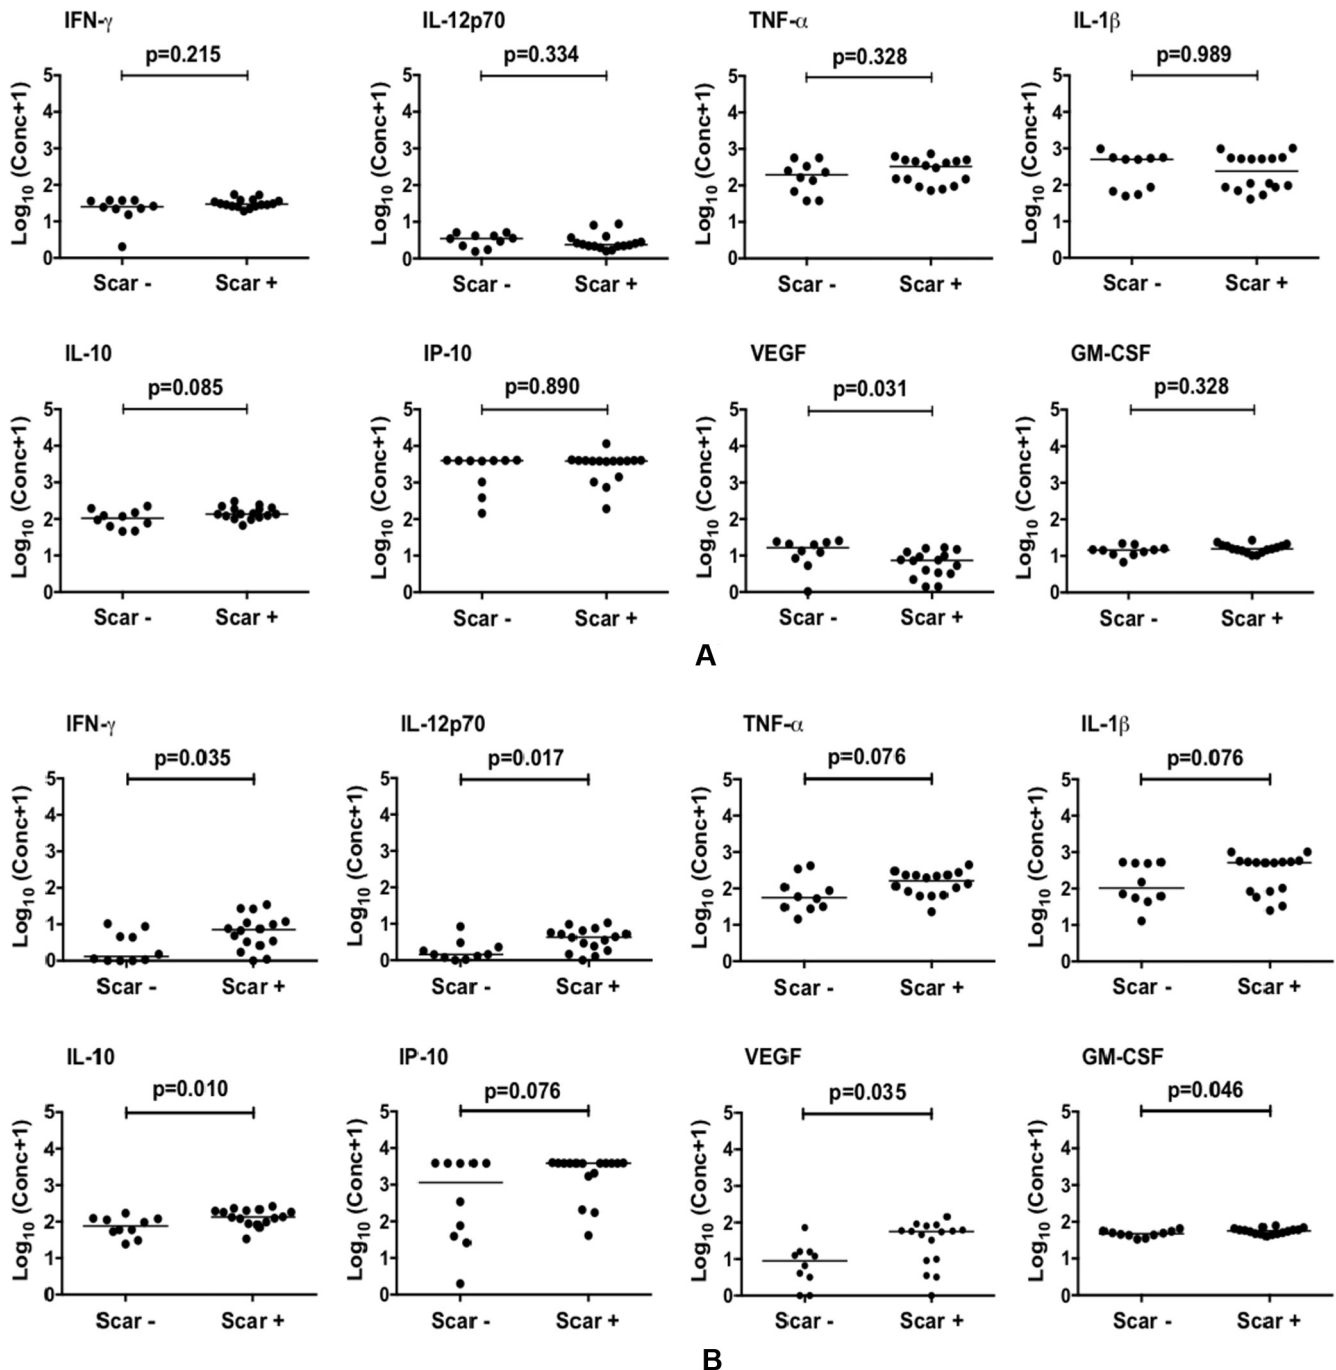 IFN-γ IL-12p70 TNF-α IL-1β
p=0.215 p=0.334 p=0.328 p=0.989
Log10 (Conc+1) Log10 (Conc+1) Log10 (Conc+1) Log10 (Conc+1)
5 5 5 5
4 4 4 4
3 3 3 3
2 2 2 2
1 1 1 1
0 0 0 0
Scar - Scar + Scar - Scar + Scar - Scar + Scar - Scar +
IL-10 IP-10 VEGF GM-CSF
p=0.085 p=0.890 p=0.031 p=0.328
Log10 (Conc+1) Log10 (Conc+1) Log10 (Conc+1) Log10 (Conc+1)
5 5 5 5
4 4 4 4
3 3 3 3
2 2 2 2
1 1 1 1
0 0 0 0
Scar - Scar + Scar - Scar + Scar - Scar + Scar - Scar +
A
IFN-γ IL-12p70 TNF-α IL-1β
p=0.035 p=0.017 p=0.076 p=0.076
Log10 (Conc+1) Log10 (Conc+1) Log10 (Conc+1) Log10 (Conc+1)
5 5 5 5
4 4 4 4
3 3 3 3
2 2 2 2
1 1 1 1
0 0 0 0
Scar - Scar + Scar - Scar + Scar - Scar + Scar - Scar +
IL-10 IP-10 VEGF GM-CSF
p=0.010 p=0.076 p=0.035 p=0.046
Log10 (Conc+1) Log10 (Conc+1) Log10 (Conc+1) Log10 (Conc+1)
5 5 5 5
4 4 4 4
3 3 3 3
2 2 2 2
1 1 1 1
0 0 0 0
Scar - Scar + Scar - Scar + Scar - Scar + Scar - Scar +
B